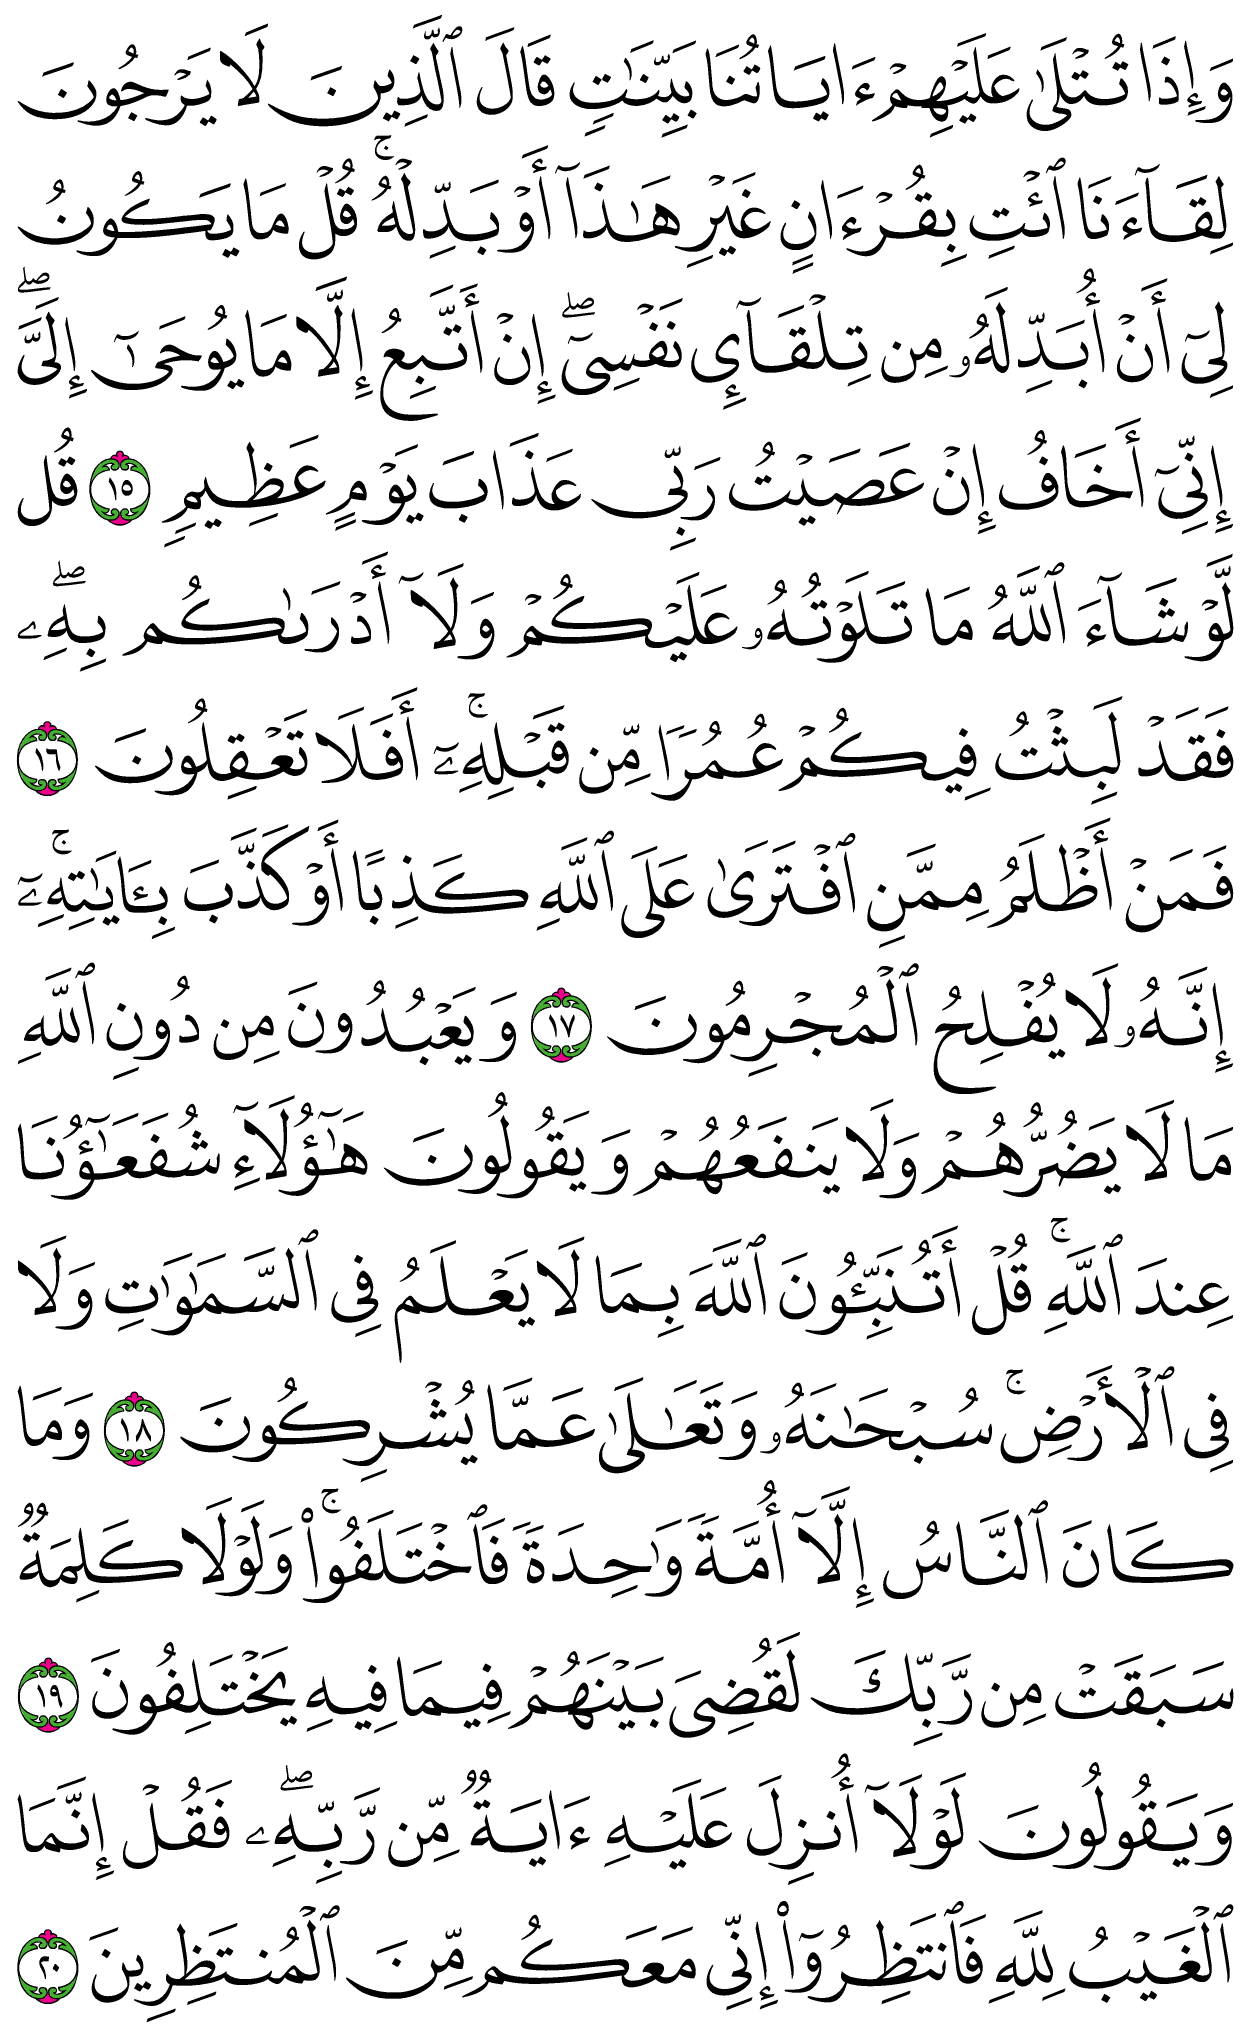 وَإِذَا تُتْلَىٰ عَلَيْهِمْ ءَايَاتُنَا بَيِّنَٰتٍ قَالَ ٱلَّذِينَ لَا يَرْجُونَ
لِقَآءَنَا ٱئْتِ بِقُرْءَانٍ غَيْرِ هَٰذَآ أَوْ بَدِّلْهُ ۚ قُلْ مَا يَكُونُ
لِىٓ أَنْ أُبَدِّلَهُۥ مِن تِلْقَآئِ نَفْسِىٓ ۖ إِنْ أَتَّبِعُ إِلَّا مَا يُوحَىٰٓ إِلَىَّ ۖ
إِنِّىٓ أَخَافُ إِنْ عَصَيْتُ رَبِّى عَذَابَ يَوْمٍ عَظِيمٍ ١٥ قُل
لَّوْ شَآءَ ٱللَّهُ مَا تَلَوْتُهُۥ عَلَيْكُمْ وَلَآ أَدْرَىٰكُم بِهِۦ ۖ
فَقَدْ لَبِثْتُ فِيكُمْ عُمُرًا مِّن قَبْلِهِۦٓ ۚ أَفَلَا تَعْقِلُونَ ١٦
فَمَنْ أَظْلَمُ مِمَّنِ ٱفْتَرَىٰ عَلَى ٱللَّهِ كَذِبًا أَوْ كَذَّبَ بِـَٔايَٰتِهِۦٓ ۚ
إِنَّهُۥ لَا يُفْلِحُ ٱلْمُجْرِمُونَ ١٧ وَيَعْبُدُونَ مِن دُونِ ٱللَّهِ
مَا لَا يَضُرُّهُمْ وَلَا يَنفَعُهُمْ وَيَقُولُونَ هَٰٓؤُلَآءِ شُفَعَٰٓؤُنَا
عِندَ ٱللَّهِ ۚ قُلْ أَتُنَبِّـُٔونَ ٱللَّهَ بِمَا لَا يَعْلَمُ فِى ٱلسَّمَٰوَٰتِ وَلَا
فِى ٱلْأَرْضِ ۚ سُبْحَٰنَهُۥ وَتَعَٰلَىٰ عَمَّا يُشْرِكُونَ ١٨ وَمَا
كَانَ ٱلنَّاسُ إِلَّآ أُمَّةً وَٰحِدَةً فَٱخْتَلَفُوا۟ ۚ وَلَوْلَا كَلِمَةٌ
سَبَقَتْ مِن رَّبِّكَ لَقُضِىَ بَيْنَهُمْ فِيمَا فِيهِ يَخْتَلِفُونَ ١٩
وَيَقُولُونَ لَوْلَآ أُنزِلَ عَلَيْهِ ءَايَةٌ مِّن رَّبِّهِۦ ۖ فَقُلْ إِنَّمَا
ٱلْغَيْبُ لِلَّهِ فَٱنتَظِرُوٓا۟ إِنِّى مَعَكُم مِّنَ ٱلْمُنتَظِرِينَ ٢٠